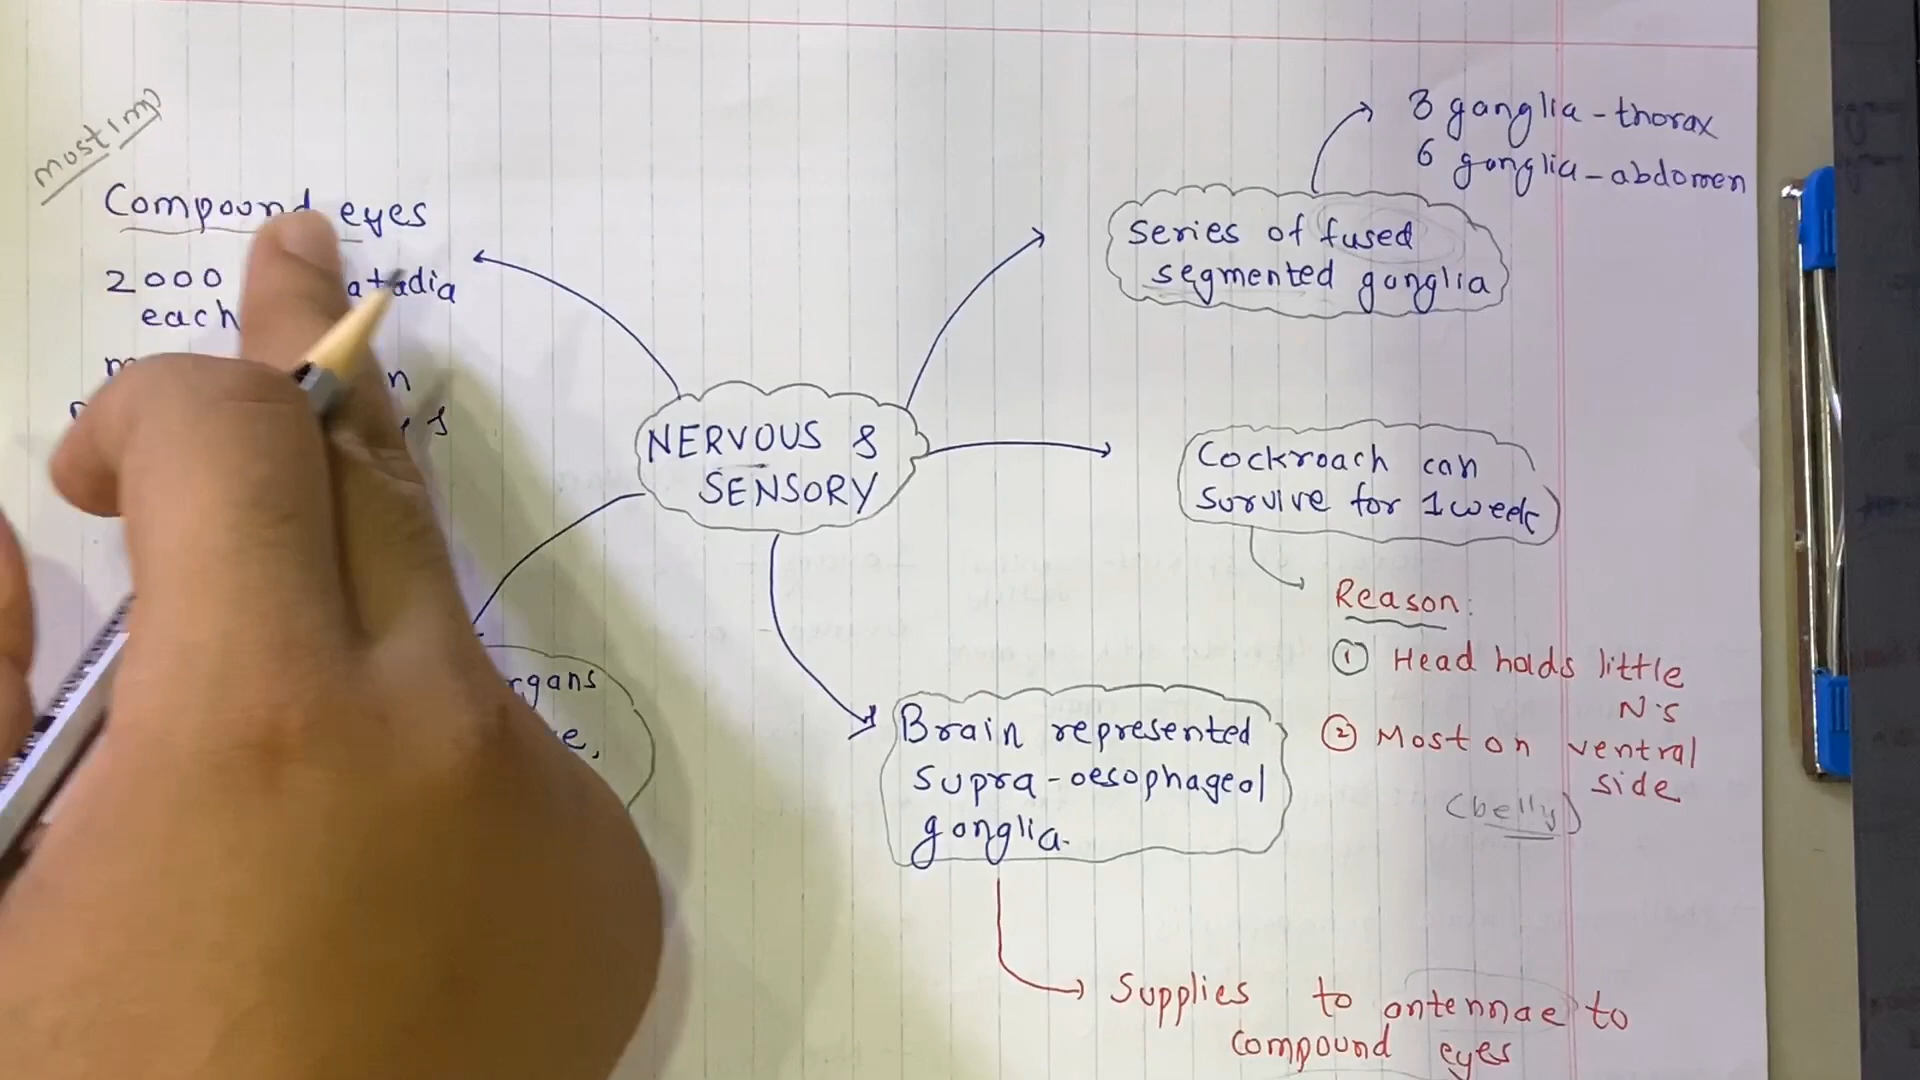 most imp
Compound eyes
2000
each
NERVOUS &
SENSORY
3 ganglia - thorax
6 ganglia - abdomen
series of fused
segmented ganglia
Cockroach can
survive for 1 week
Reason:
① Head holds little
N.S
② Most on ventral
side
(belly)
Brain represented
supra-oesophageal
ganglia.
Supplies to antennae to
compound eyes